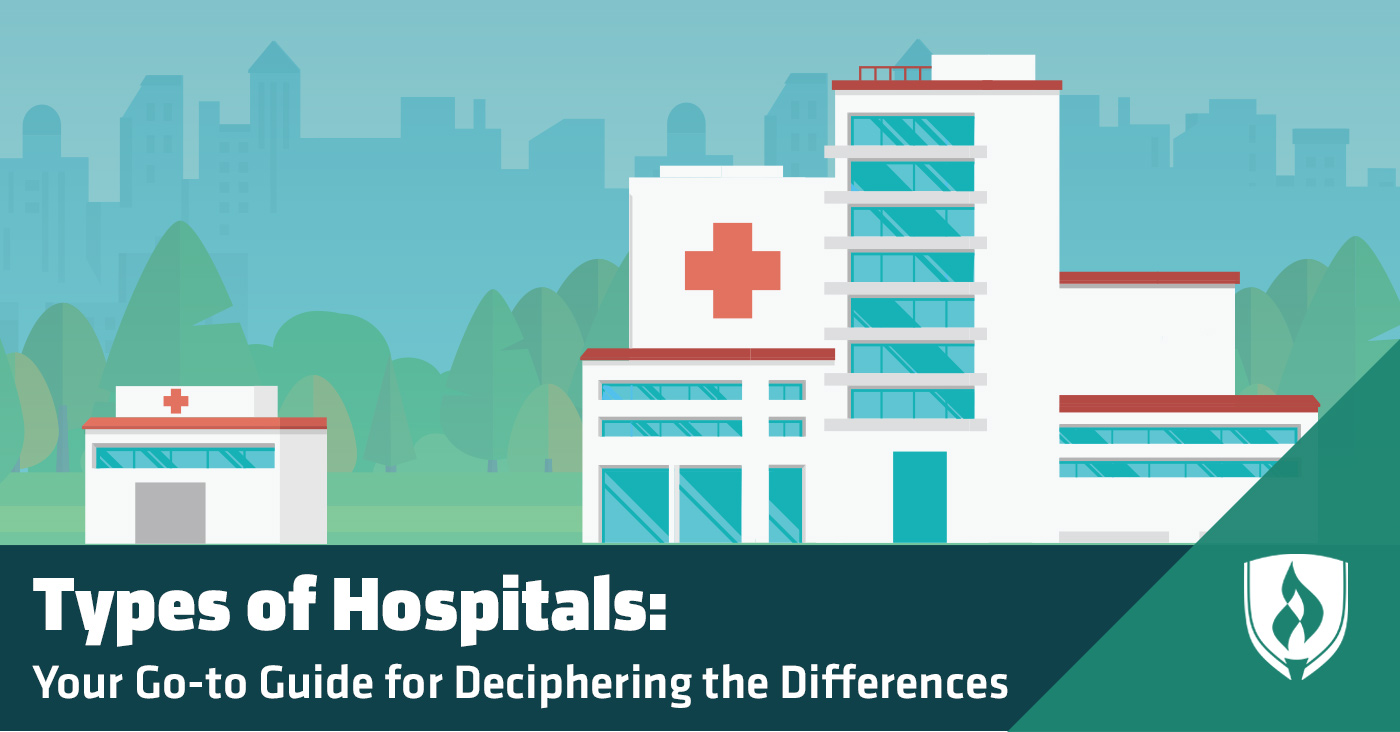 Types of Hospitals:
Your Go-to Guide for Deciphering the Differences